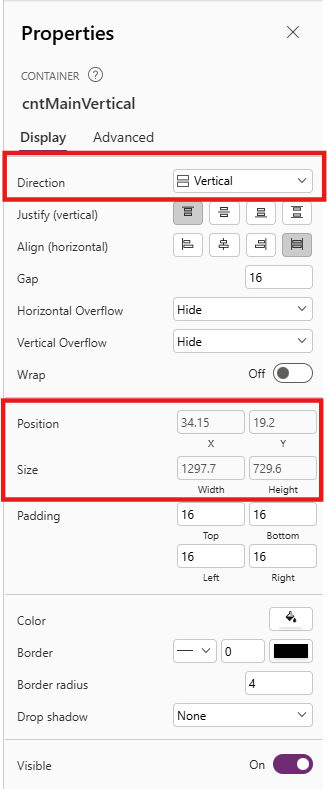 Properties
CONTAINER ?
cntMainVertical
Display Advanced
Direction Vertical
Justify (vertical)
Align (horizontal)
Gap 16
Horizontal Overflow Hide
Vertical Overflow Hide
Wrap Off
Position 34.15 19.2
X Y
Size 1297.7 729.6
Width Height
Padding 16 16
Top Bottom
16 16
Left Right
Color
Border 0
Border radius 4
Drop shadow None
Visible On